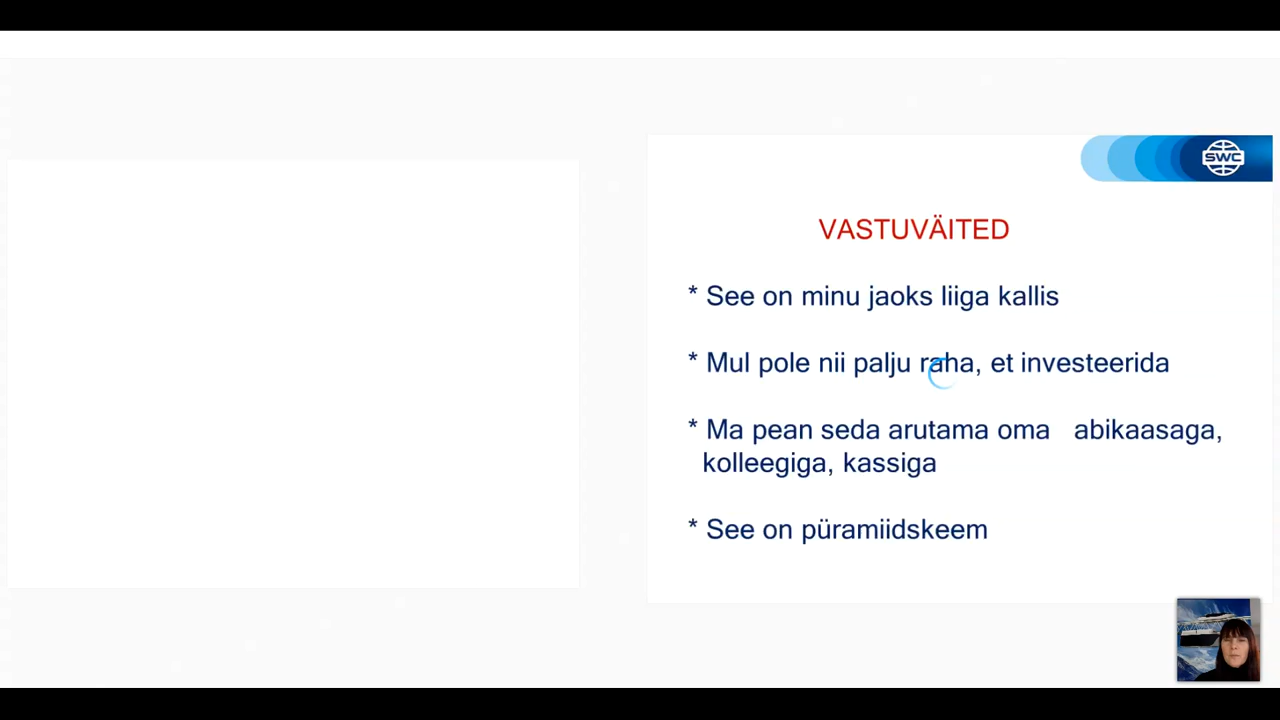 SWC
VASTUVÄITED
* See on minu jaoks liiga kallis
* Mul pole nii palju raha, et investeerida
* Ma pean seda arutama oma abikaasaga,
kolleegiga, kassiga
* See on püramiidskeem